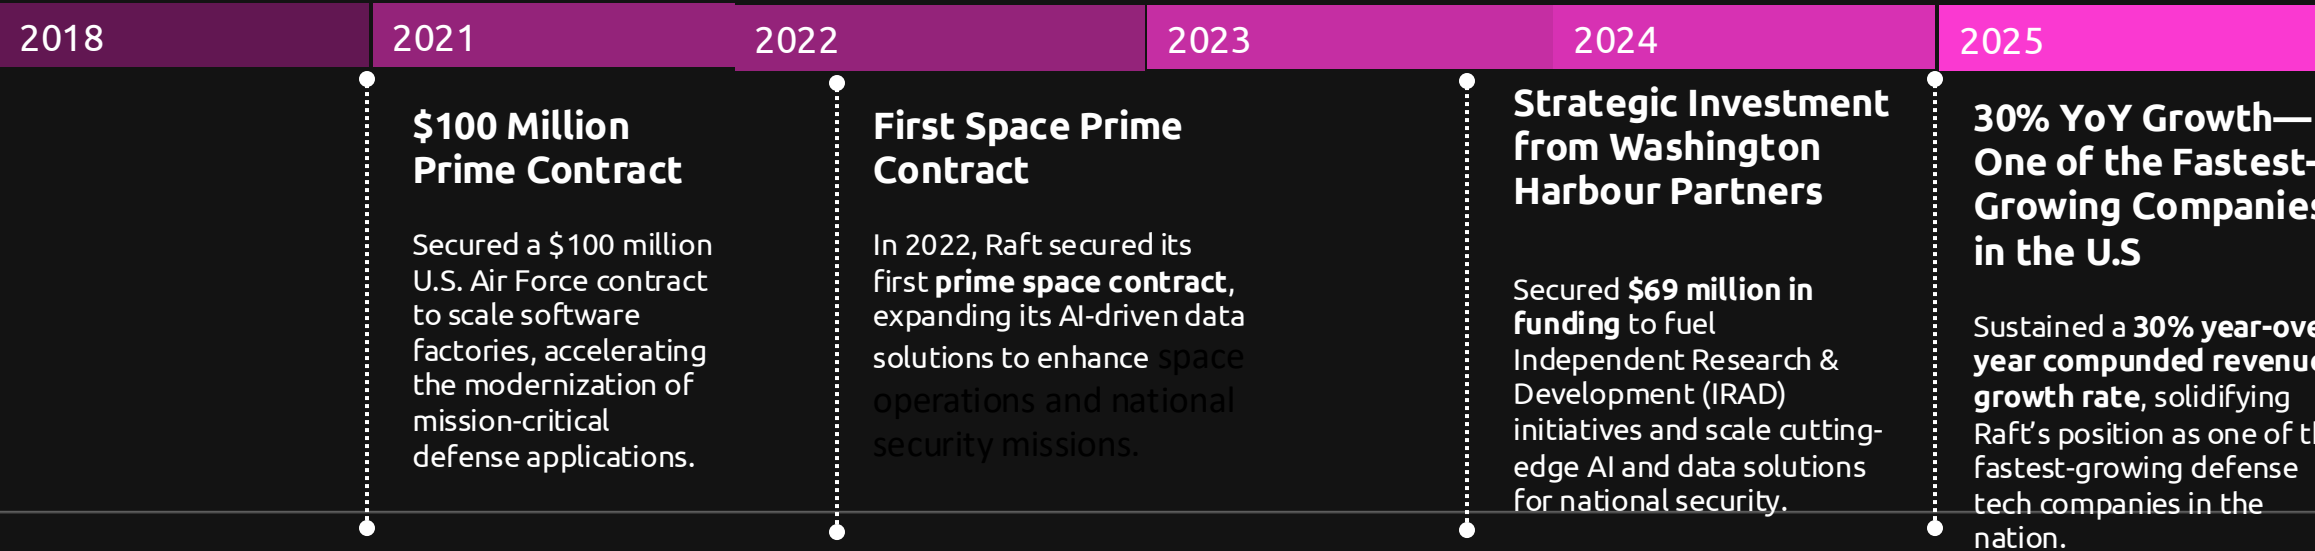 2018
2021
2022
2023
2024
2025
$100 Million
Prime Contract
Secured a $100 million
U.S. Air Force contract
to scale software
factories, accelerating
the modernization of
mission-critical
defense applications.
First Space Prime
Contract
In 2022, Raft secured its
first prime space contract,
expanding its AI-driven data
solutions to enhance space
operations and national
security missions.
Strategic Investment
from Washington
Harbour Partners
Secured $69 million in
funding to fuel
Independent Research &
Development (IRAD)
initiatives and scale cutting-
edge AI and data solutions
for national security.
30% YoY Growth—
One of the Fastest-
Growing Companies
in the U.S
Sustained a 30% year-ove
year compunded revenu
growth rate, solidifying
Raft’s position as one of th
fastest-growing defense
tech companies in the
nation.